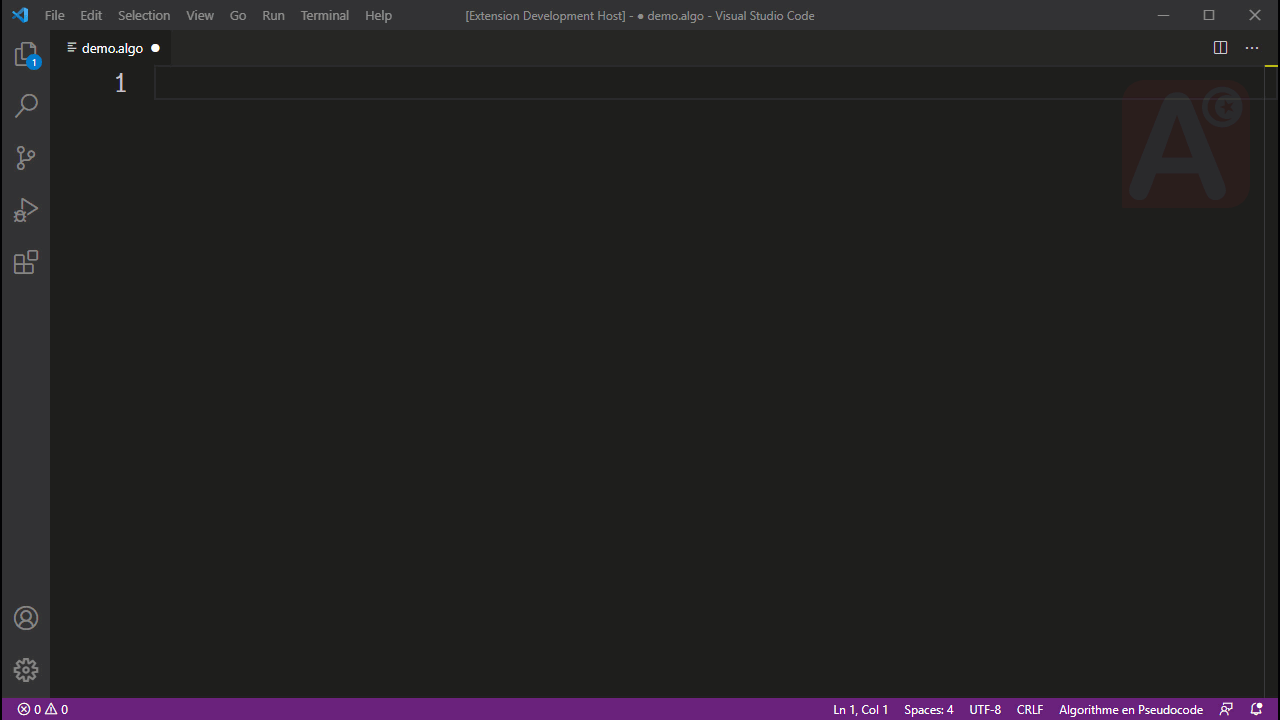 File Edit Selection View Go Run Terminal Help [Extension Development Host] - ● demo.algo - Visual Studio Code
demo.algo ●
1
1
A
0 0 Ln 1, Col 1 Spaces: 4 UTF-8 CRLF Algorithme en Pseudocode